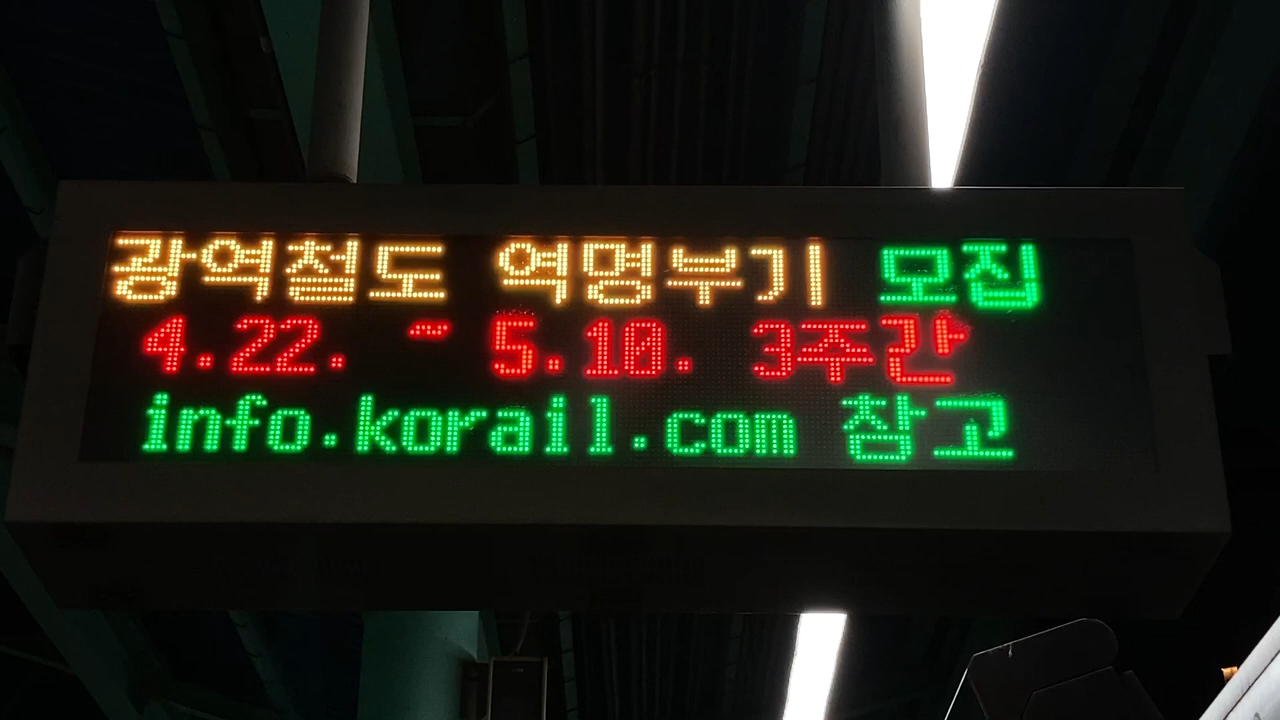 광역철도 역명부기 모집
4.22. ~ 5.10. 3주간
info.korail.com 참고